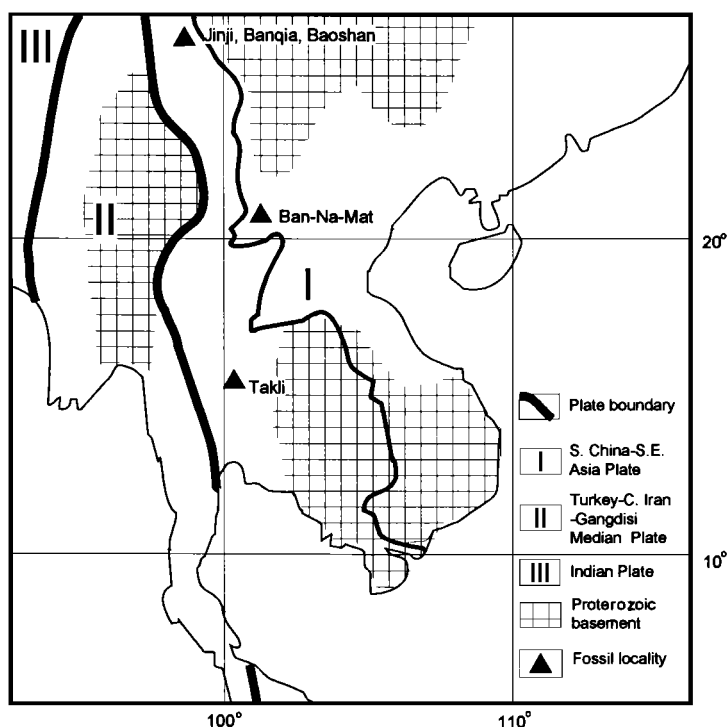 III
Jinji, Banqia, Baoshan
II
Ban-Na-Mat
20°
I
Takli
Plate boundary
I
S. China-S.E.
Asia Plate
II
Turkey-C. Iran
-Gangdisi
Median Plate
10°
III
Indian Plate
Proterozoic
basement
Fossil locality
100°
110°